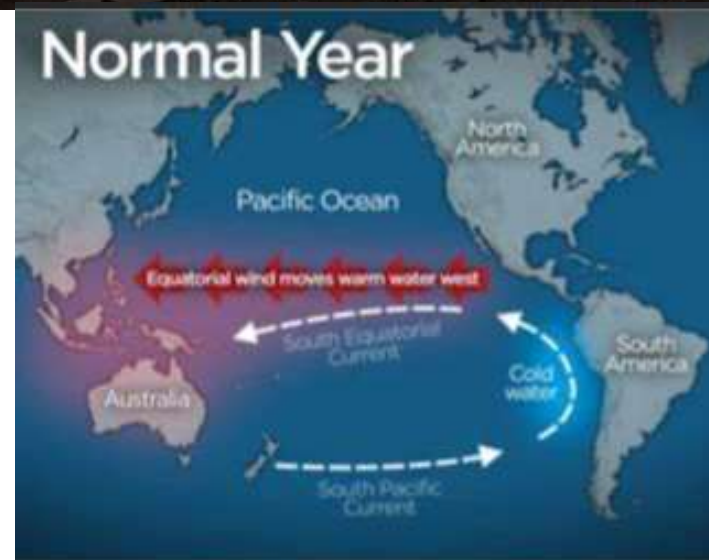 Normal Year
North
America
Pacific Ocean
Equatorial wind moves warm water west
South Equatorial
Current
South
America
Cold
water
Australia
South Pacific
Current